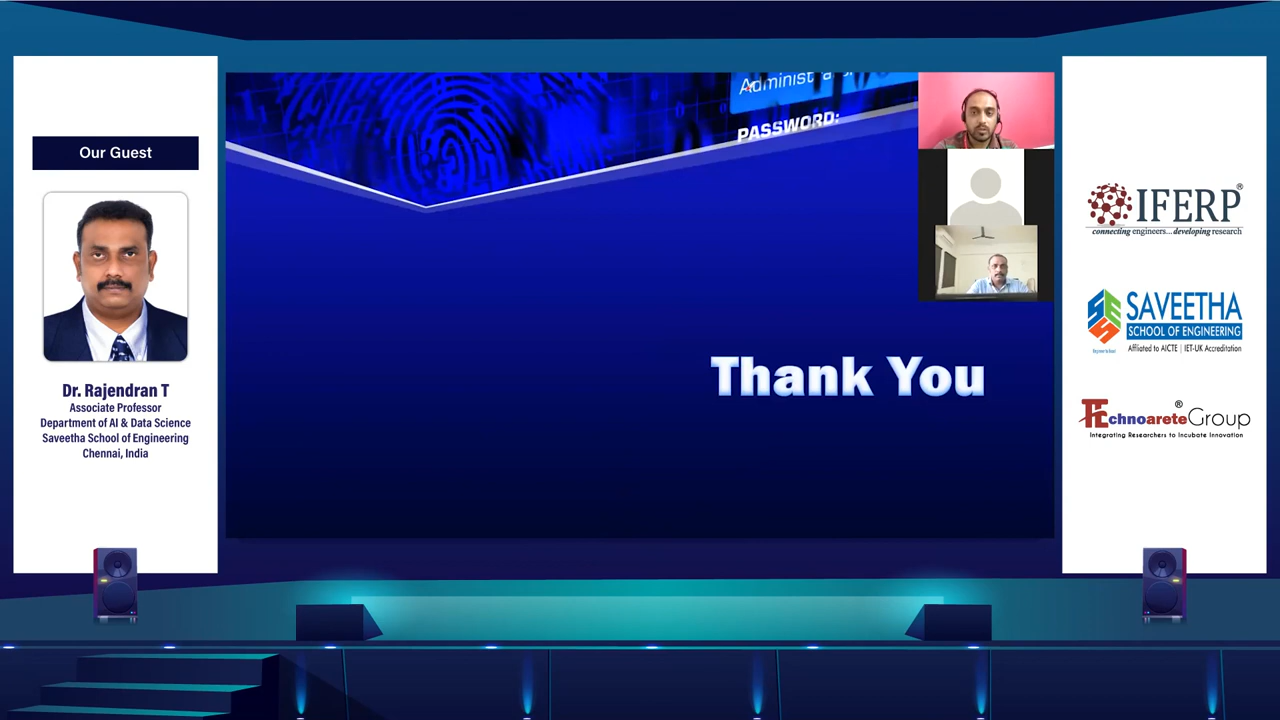 Our Guest
Dr. Rajendran T
Associate Professor
Department of AI & Data Science
Saveetha School of Engineering
Chennai, India
PASSWORD:
Thank You
IFERP®
connecting engineers...developing research
SAVEETHA
SCHOOL OF ENGINEERING
Affiliated to AICTE | IET-UK Accreditation
TEchnoarete Group®
Integrating Researchers to Incubate Innovation